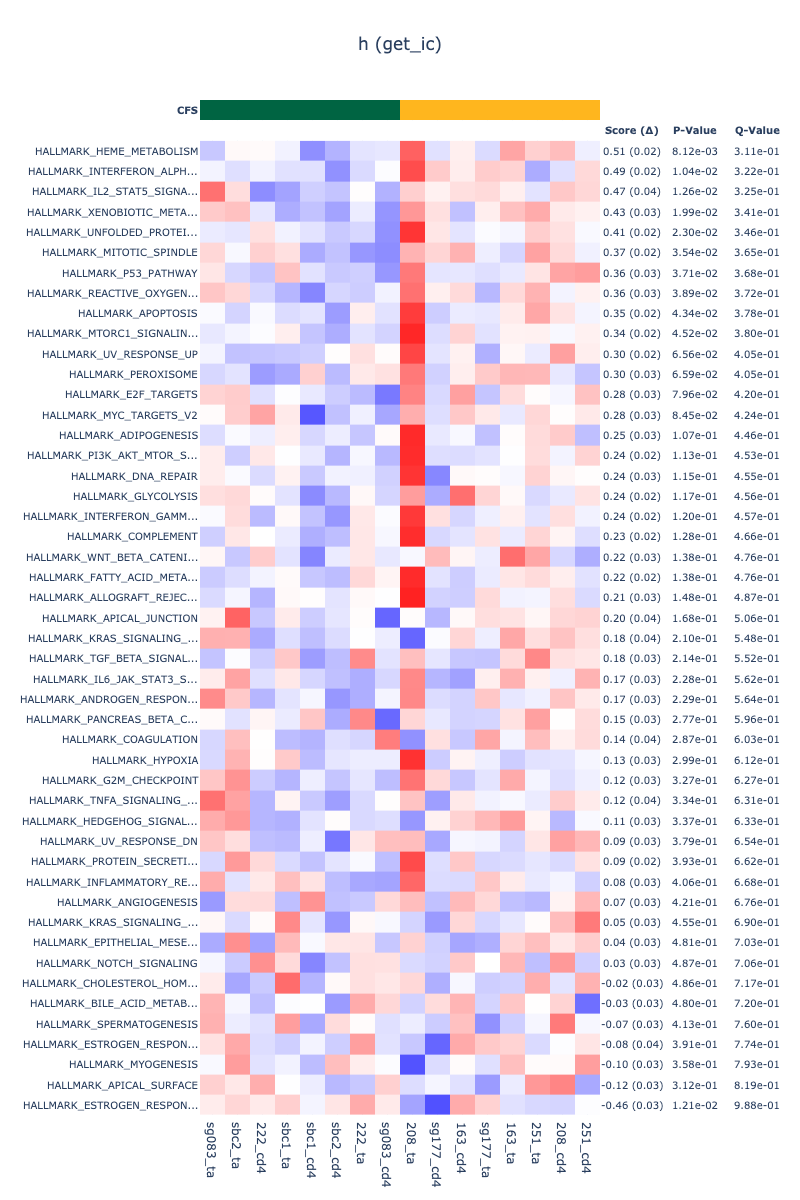 h (get_ic)
CFS
Score (Δ) P-Value Q-Value
HALLMARK_HEME_METABOLISM 0.51 (0.02) 8.12e-03 3.11e-01
HALLMARK_INTERFERON_ALPH... 0.49 (0.02) 1.04e-02 3.22e-01
HALLMARK_IL2_STAT5_SIGNA... 0.47 (0.04) 1.26e-02 3.25e-01
HALLMARK_XENOBIOTIC_META... 0.43 (0.03) 1.99e-02 3.41e-01
HALLMARK_UNFOLDED_PROTEI... 0.41 (0.02) 2.30e-02 3.46e-01
HALLMARK_MITOTIC_SPINDLE 0.37 (0.02) 3.54e-02 3.65e-01
HALLMARK_P53_PATHWAY 0.36 (0.03) 3.71e-02 3.68e-01
HALLMARK_REACTIVE_OXYGEN... 0.36 (0.03) 3.89e-02 3.72e-01
HALLMARK_APOPTOSIS 0.35 (0.02) 4.34e-02 3.78e-01
HALLMARK_MTORC1_SIGNALIN... 0.34 (0.02) 4.52e-02 3.80e-01
HALLMARK_UV_RESPONSE_UP 0.30 (0.02) 6.56e-02 4.05e-01
HALLMARK_PEROXISOME 0.30 (0.03) 6.59e-02 4.05e-01
HALLMARK_E2F_TARGETS 0.28 (0.03) 7.96e-02 4.20e-01
HALLMARK_MYC_TARGETS_V2 0.28 (0.03) 8.45e-02 4.24e-01
HALLMARK_ADIPOGENESIS 0.25 (0.03) 1.07e-01 4.46e-01
HALLMARK_PI3K_AKT_MTOR_S... 0.24 (0.02) 1.13e-01 4.53e-01
HALLMARK_DNA_REPAIR 0.24 (0.03) 1.15e-01 4.55e-01
HALLMARK_GLYCOLYSIS 0.24 (0.02) 1.17e-01 4.56e-01
HALLMARK_INTERFERON_GAMM... 0.24 (0.02) 1.20e-01 4.57e-01
HALLMARK_COMPLEMENT 0.23 (0.02) 1.28e-01 4.66e-01
HALLMARK_WNT_BETA_CATENI... 0.22 (0.03) 1.38e-01 4.76e-01
HALLMARK_FATTY_ACID_META... 0.22 (0.02) 1.38e-01 4.76e-01
HALLMARK_ALLOGRAFT_REJEC... 0.21 (0.03) 1.48e-01 4.87e-01
HALLMARK_APICAL_JUNCTION 0.20 (0.04) 1.68e-01 5.06e-01
HALLMARK_KRAS_SIGNALING_... 0.18 (0.04) 2.10e-01 5.48e-01
HALLMARK_TGF_BETA_SIGNAL... 0.18 (0.03) 2.14e-01 5.52e-01
HALLMARK_IL6_JAK_STAT3_S... 0.17 (0.03) 2.28e-01 5.62e-01
HALLMARK_ANDROGEN_RESPON... 0.17 (0.03) 2.29e-01 5.64e-01
HALLMARK_PANCREAS_BETA_C... 0.15 (0.03) 2.77e-01 5.96e-01
HALLMARK_COAGULATION 0.14 (0.04) 2.87e-01 6.03e-01
HALLMARK_HYPOXIA 0.13 (0.03) 2.99e-01 6.12e-01
HALLMARK_G2M_CHECKPOINT 0.12 (0.03) 3.27e-01 6.27e-01
HALLMARK_TNFA_SIGNALING_... 0.12 (0.04) 3.34e-01 6.31e-01
HALLMARK_HEDGEHOG_SIGNAL... 0.11 (0.03) 3.37e-01 6.33e-01
HALLMARK_UV_RESPONSE_DN 0.09 (0.03) 3.79e-01 6.54e-01
HALLMARK_PROTEIN_SECRETI... 0.09 (0.02) 3.93e-01 6.62e-01
HALLMARK_INFLAMMATORY_RE... 0.08 (0.03) 4.06e-01 6.68e-01
HALLMARK_ANGIOGENESIS 0.07 (0.03) 4.21e-01 6.76e-01
HALLMARK_KRAS_SIGNALING_... 0.05 (0.03) 4.55e-01 6.90e-01
HALLMARK_EPITHELIAL_MESE... 0.04 (0.03) 4.81e-01 7.03e-01
HALLMARK_NOTCH_SIGNALING 0.03 (0.03) 4.87e-01 7.06e-01
HALLMARK_CHOLESTEROL_HOM... -0.02 (0.03) 4.86e-01 7.17e-01
HALLMARK_BILE_ACID_METAB... -0.03 (0.03) 4.80e-01 7.20e-01
HALLMARK_SPERMATOGENESIS -0.07 (0.03) 4.13e-01 7.60e-01
HALLMARK_ESTROGEN_RESPON... -0.08 (0.04) 3.91e-01 7.74e-01
HALLMARK_MYOGENESIS -0.10 (0.03) 3.58e-01 7.93e-01
HALLMARK_APICAL_SURFACE -0.12 (0.03) 3.12e-01 8.19e-01
HALLMARK_ESTROGEN_RESPON... -0.46 (0.03) 1.21e-02 9.88e-01
sg083_ta sbc2_ta 222_cd4 sbc1_ta sbc1_cd4 sbc2_cd4 222_ta sg083_cd4 208_ta sg177_cd4 163_cd4 sg177_ta 163_ta 251_ta 208_cd4 251_cd4